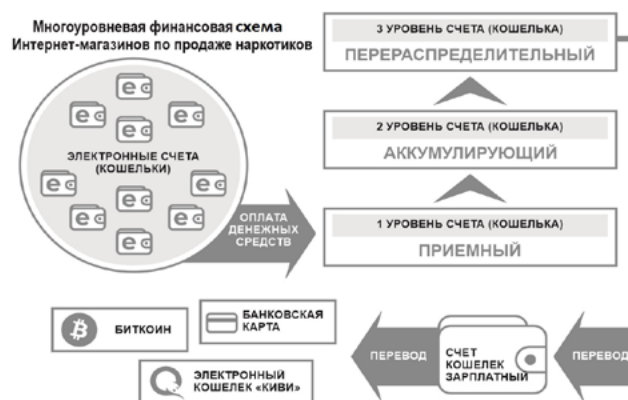 Многоуровневая финансовая схема
Интернет-магазинов по продаже наркотиков
ЭЛЕКТРОННЫЕ СЧЕТА
(КОШЕЛЬКИ)
ОПЛАТА
ДЕНЕЖНЫХ
СРЕДСТВ
3 УРОВЕНЬ СЧЕТА (КОШЕЛЬКА)
ПЕРЕРАСПРЕДЕЛИТЕЛЬНЫЙ
2 УРОВЕНЬ СЧЕТА (КОШЕЛЬКА)
АККУМУЛИРУЮЩИЙ
1 УРОВЕНЬ СЧЕТА (КОШЕЛЬКА)
ПРИЕМНЫЙ
БИТКОИН
БАНКОВСКАЯ
КАРТА
ЭЛЕКТРОННЫЙ
КОШЕЛЕК «КИВИ»
ПЕРЕВОД
СЧЕТ
КОШЕЛЕК
ЗАРПЛАТНЫЙ
ПЕРЕВОД